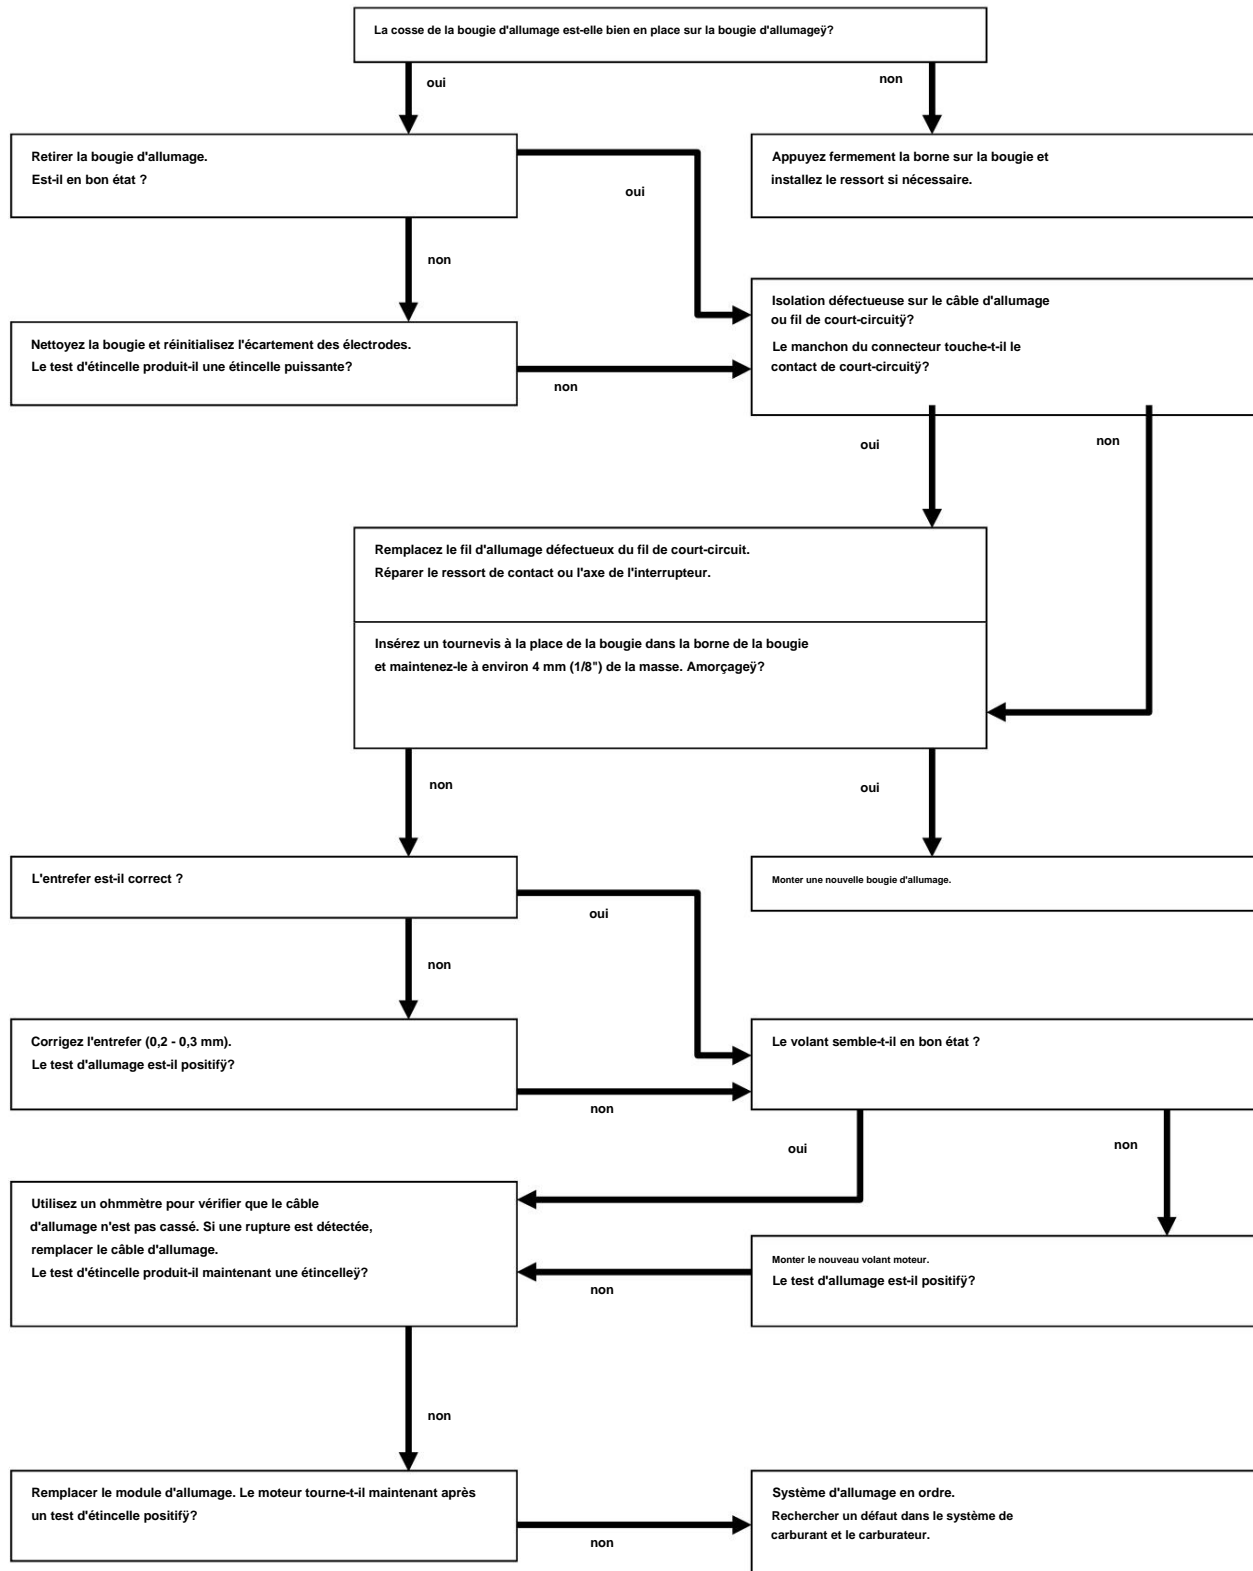 La cosse de la bougie d'allumage est-elle bien en place sur la bougie d'allumageÿ?
oui
non
Retirer la bougie d'allumage.
Est-il en bon état ?
oui
Appuyez fermement la borne sur la bougie et
installez le ressort si nécessaire.
non
Isolation défectueuse sur le câble d'allumage
ou fil de court-circuitÿ?
Le manchon du connecteur touche-t-il le
contact de court-circuitÿ?
Nettoyez la bougie et réinitialisez l'écartement des électrodes.
Le test d'étincelle produit-il une étincelle puissante?
non
oui
non
Remplacez le fil d'allumage défectueux du fil de court-circuit.
Réparer le ressort de contact ou l'axe de l'interrupteur.
Insérez un tournevis à la place de la bougie dans la borne de la bougie
et maintenez-le à environ 4 mm (1/8") de la masse. Amorçageÿ?
non
oui
L'entrefer est-il correct ?
oui
Monter une nouvelle bougie d'allumage.
non
Corrigez l'entrefer (0,2 - 0,3 mm).
Le test d'allumage est-il positifÿ?
non
Le volant semble-t-il en bon état ?
oui
non
Utilisez un ohmmètre pour vérifier que le câble
d'allumage n'est pas cassé. Si une rupture est détectée,
remplacer le câble d'allumage.
Le test d'étincelle produit-il maintenant une étincelleÿ?
non
Monter le nouveau volant moteur.
Le test d'allumage est-il positifÿ?
non
Remplacer le module d'allumage. Le moteur tourne-t-il maintenant après
un test d'étincelle positifÿ?
non
Système d'allumage en ordre.
Rechercher un défaut dans le système de
carburant et le carburateur.